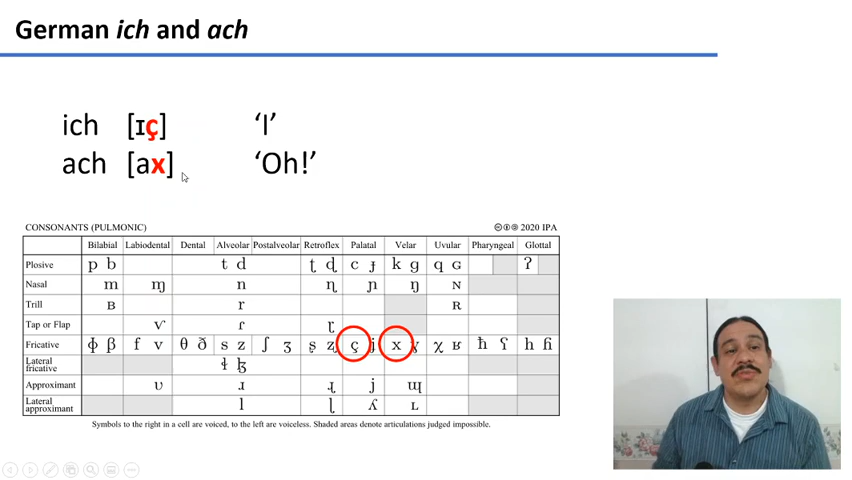 German ich and ach
ich [ɪç] ‘I’
ach [ax] ‘Oh!’
CONSONANTS (PULMONIC) 2020 IPA
Bilabial Labiodental Dental Alveolar Postalveolar Retroflex Palatal Velar Uvular Pharyngeal Glottal
Plosive p b t d ʈ ɖ c ɟ k ɡ q ɢ ʔ
Nasal m ɱ n ɳ ɲ ŋ ɴ
Trill ʙ r ʀ
Tap or Flap ⱱ ɾ ɽ
Fricative ɸ β f v θ ð s z ʃ ʒ ʂ ʐ ç ʝ x ɣ χ ʁ ħ ʕ h ɦ
Lateral fricative ɬ ɮ
Approximant ʋ ɹ ɻ j ɰ
Lateral approximant l ɭ ʎ ʟ
Symbols to the right in a cell are voiced, to the left are voiceless. Shaded areas denote articulations judged impossible.